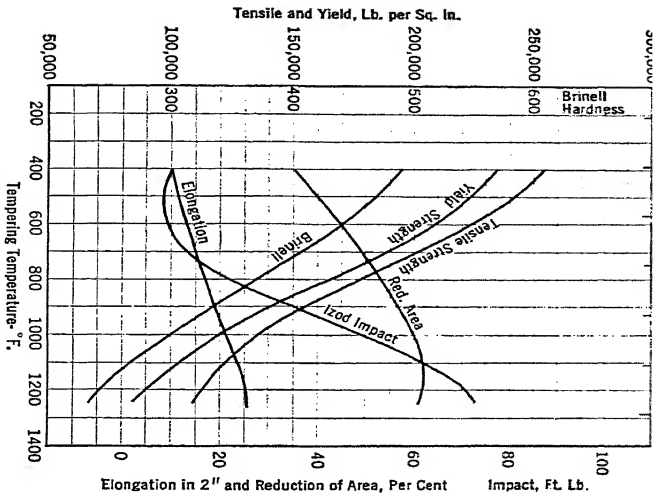 Tensile and Yield, Lb. per Sq. In.
50,000
100,000
150,000
200,000
250,000
300
400
500
600
Brinell
Hardness
200
400
600
800
1000
1200
1400
Tempering Temperature-°F.
Elongation
Brinell
Yield
Strength
Tensile Strength
Red. Area
Izod Impact
0
20
40
60
80
100
Elongation in 2" and Reduction of Area, Per Cent
Impact, Ft. Lb.